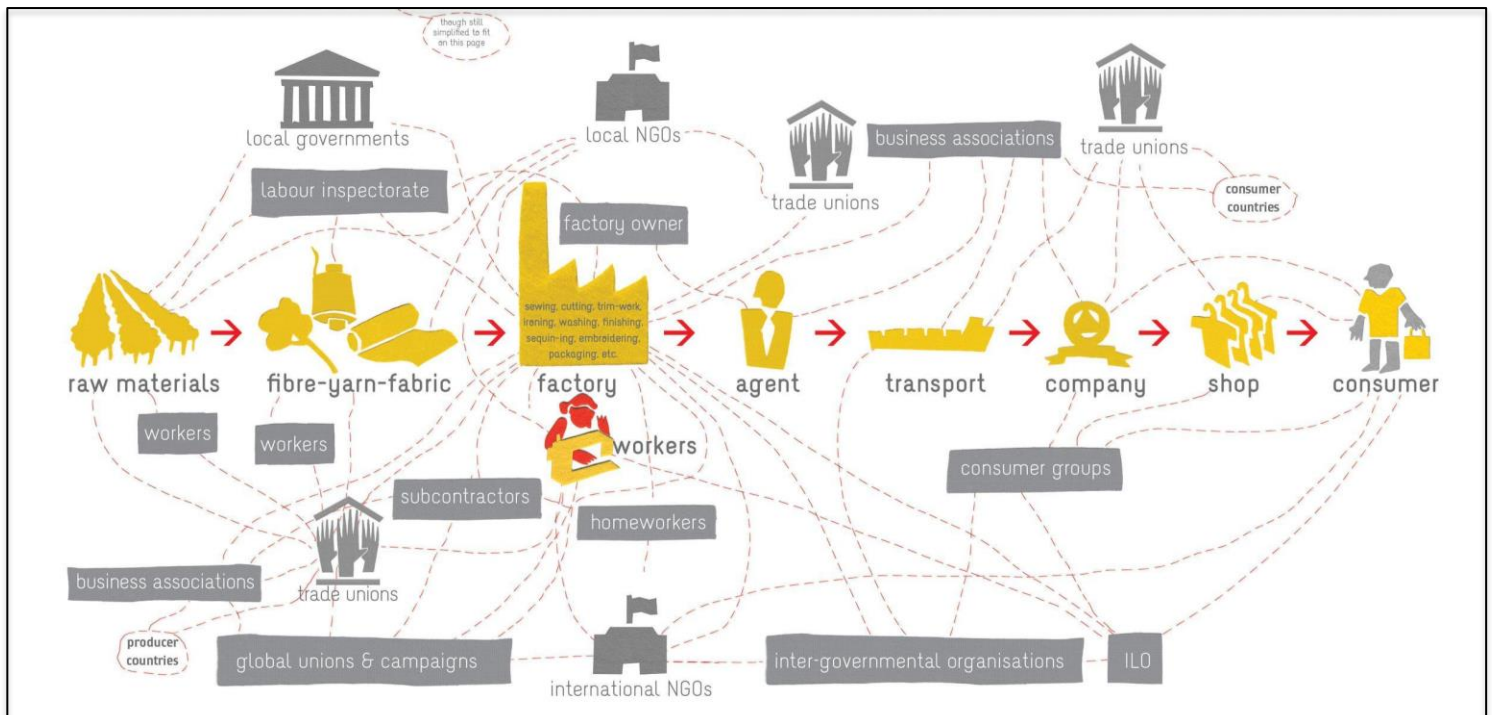 though still
simplified to fit
on this page
local governments
local NGOs
trade unions
business associations
trade unions
consumer
countries
labour inspectorate
factory owner
sewing, cutting, trim-work,
ironing, washing, finishing,
sequin-ing, embroidering,
packaging, etc.
raw materials
fibre-yarn-fabric
factory
agent
transport
company
shop
consumer
workers
workers
workers
subcontractors
homeworkers
consumer groups
business associations
trade unions
producer
countries
global unions & campaigns
international NGOs
inter-governmental organisations
ILO